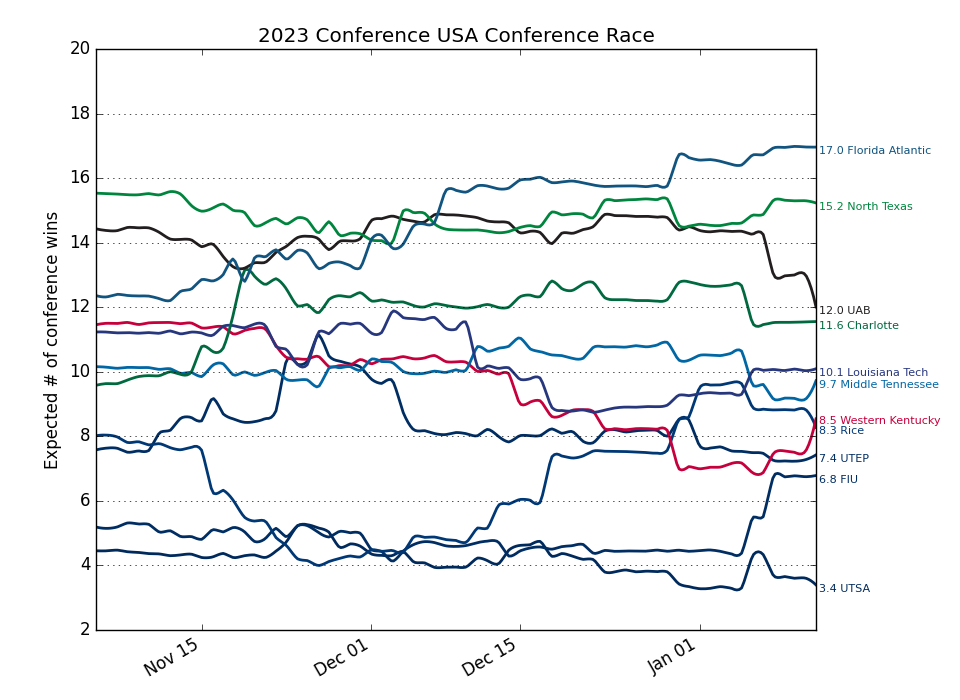 2023 Conference USA Conference Race
Expected # of conference wins
20
18
16
14
12
10
8
6
4
2
Nov 15
Dec 01
Dec 15
Jan 01
17.0 Florida Atlantic
15.2 North Texas
12.0 UAB
11.6 Charlotte
10.1 Louisiana Tech
9.7 Middle Tennessee
8.5 Western Kentucky
8.3 Rice
7.4 UTEP
6.8 FIU
3.4 UTSA